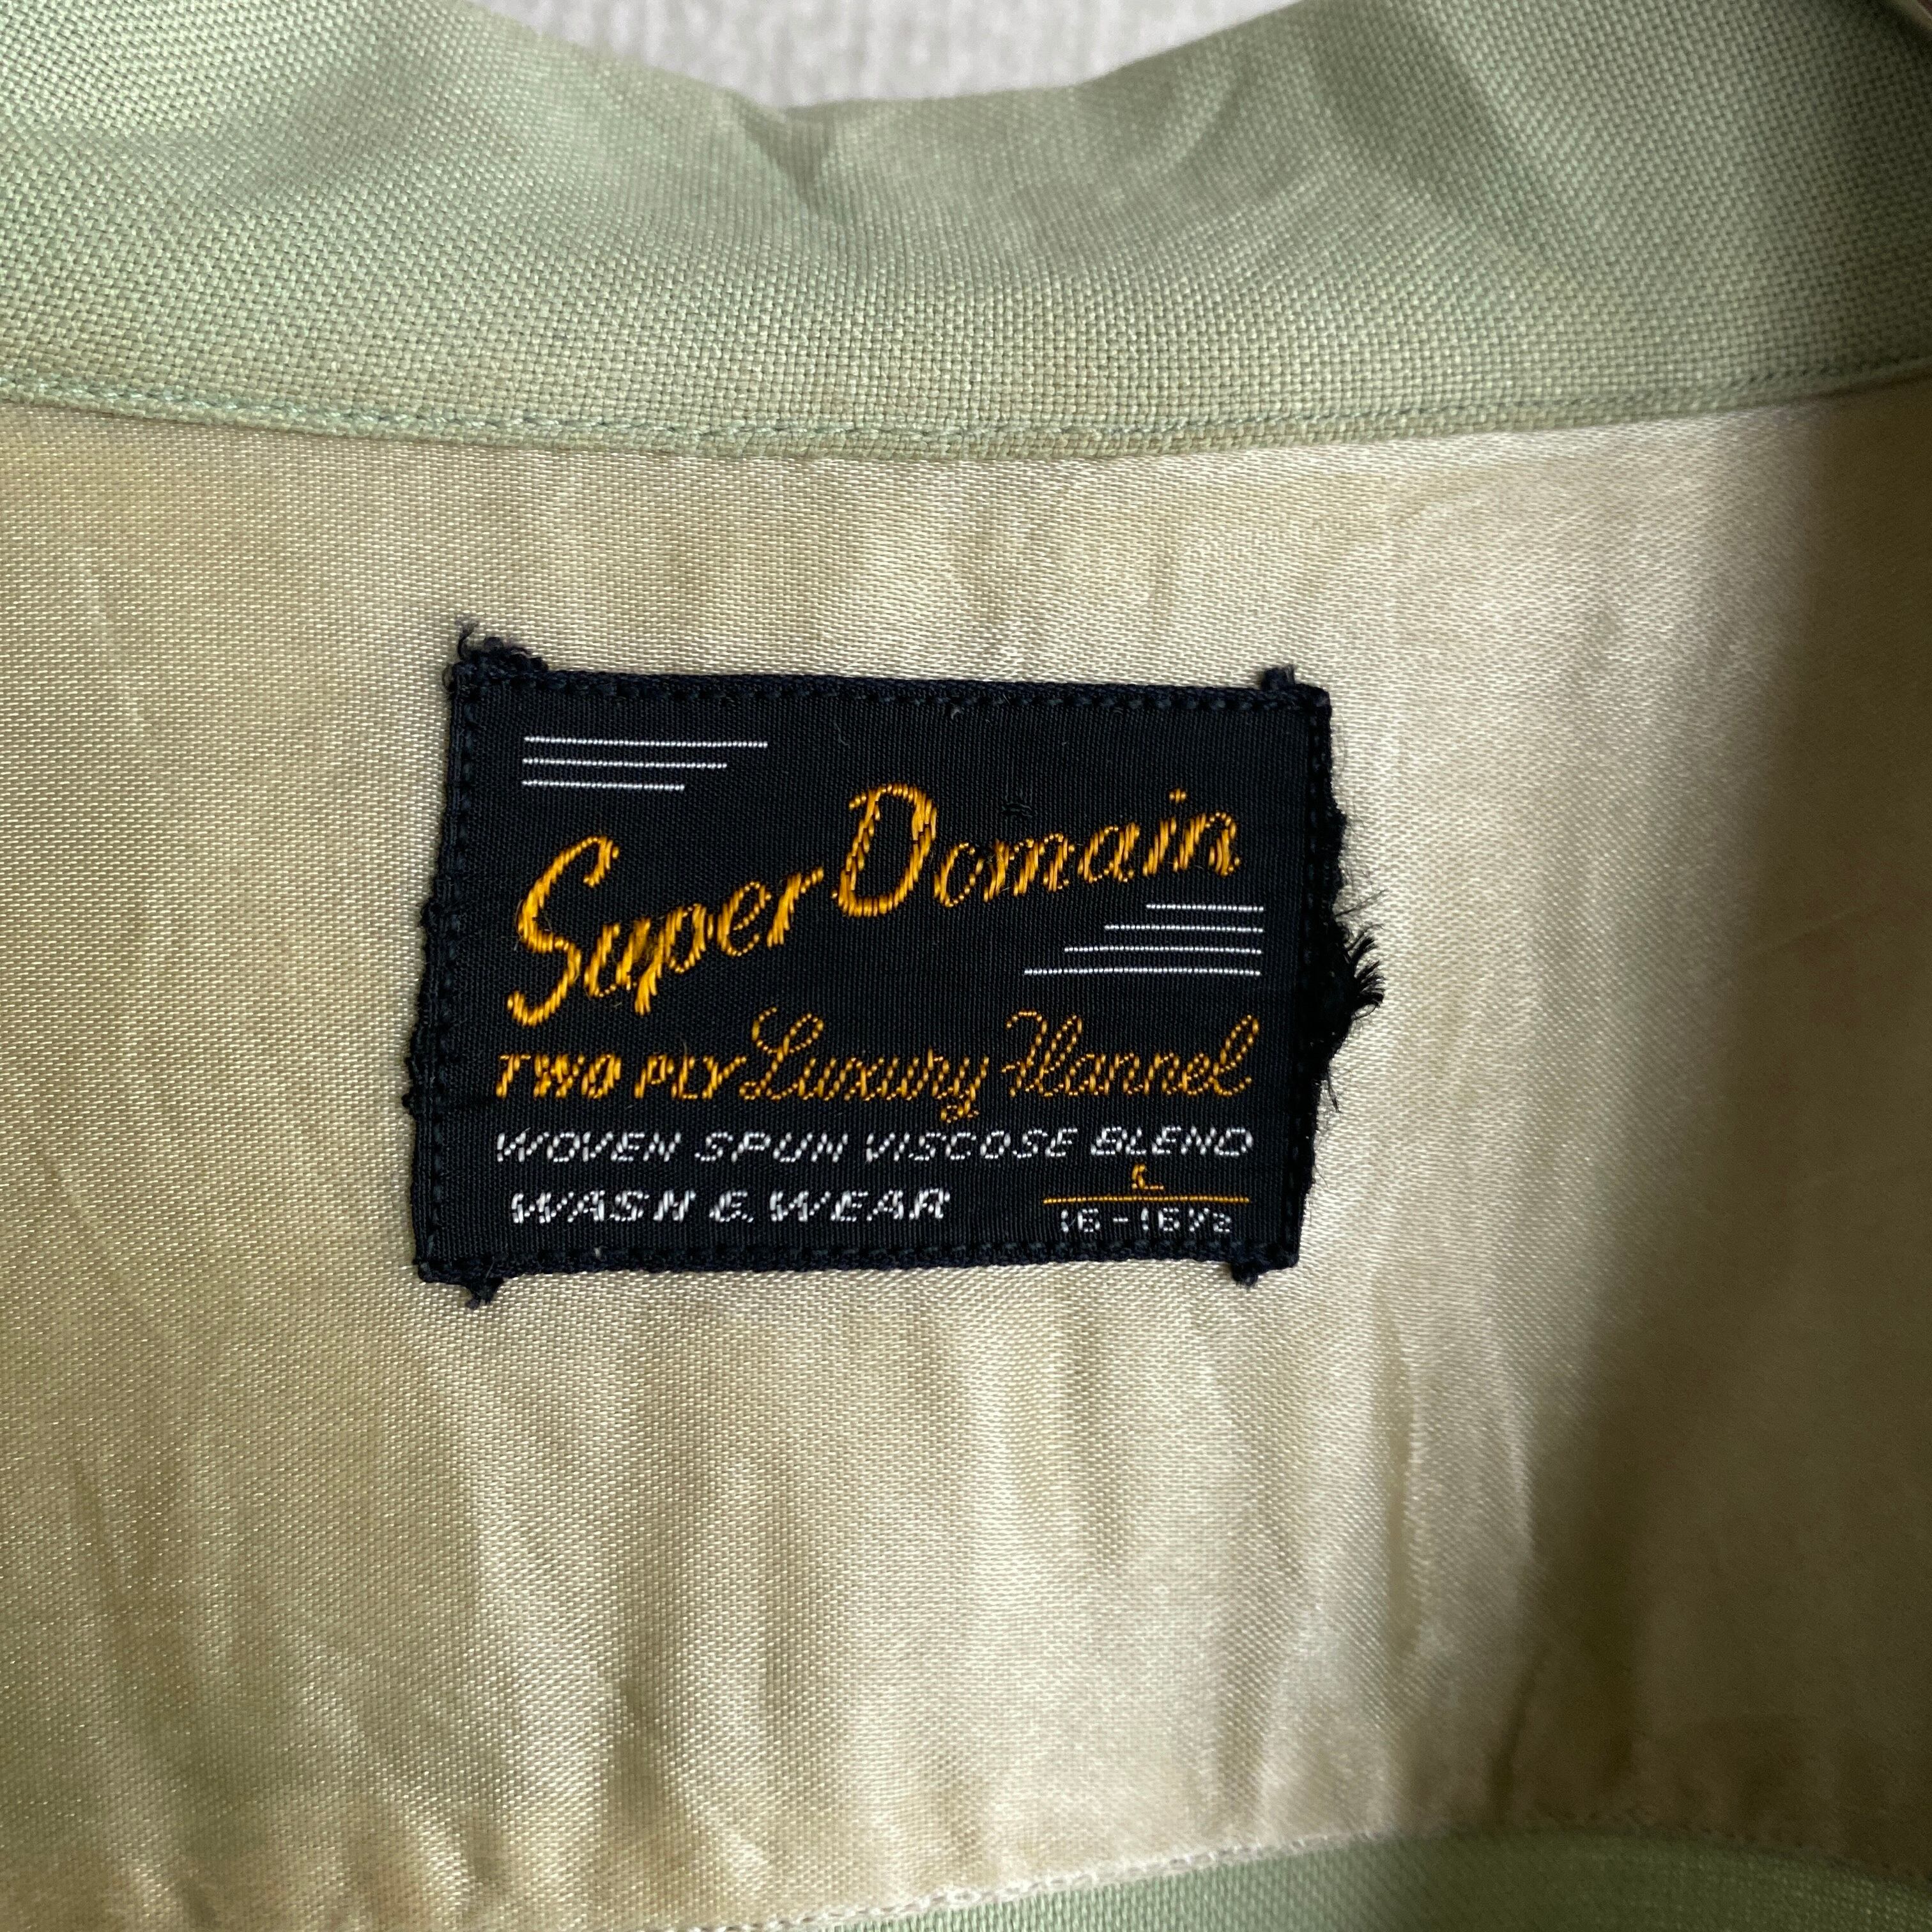 Super Domain
TWO PLY Luxury Flannel
WOVEN SPUN VISCOSE BLEND
WASH & WEAR
L
16-16½